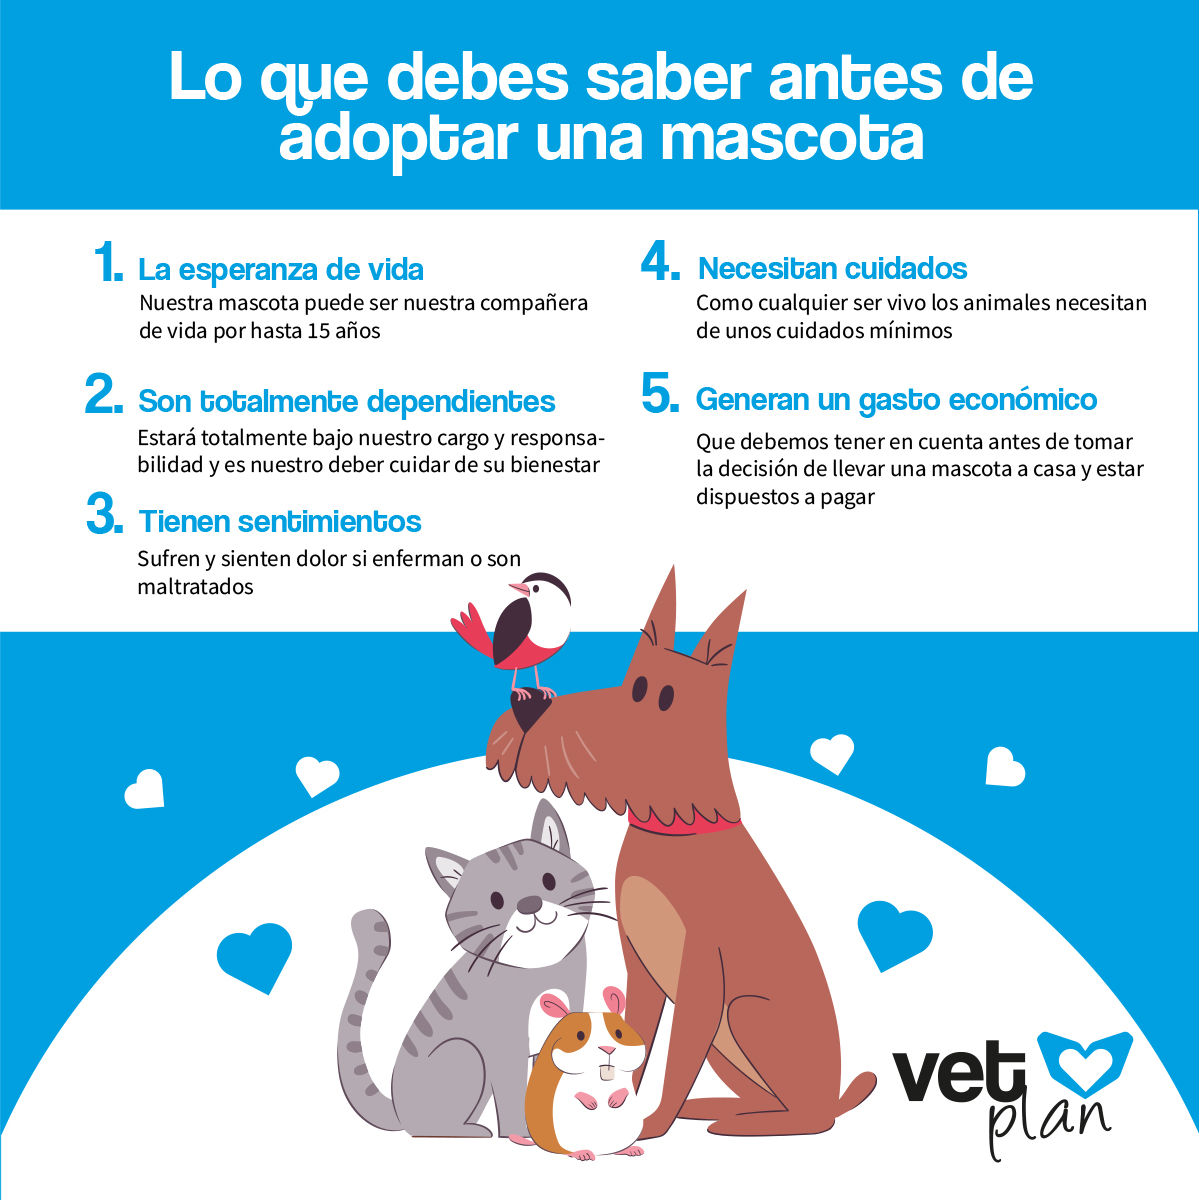 Lo que debes saber antes de
adoptar una mascota
1. La esperanza de vida
Nuestra mascota puede ser nuestra compañera
de vida por hasta 15 años
2. Son totalmente dependientes
Estará totalmente bajo nuestro cargo y responsa-
bilidad y es nuestro deber cuidar de su bienestar
3. Tienen sentimientos
Sufren y sienten dolor si enferman o son
maltratados
4. Necesitan cuidados
Como cualquier ser vivo los animales necesitan
de unos cuidados mínimos
5. Generan un gasto económico
Que debemos tener en cuenta antes de tomar
la decisión de llevar una mascota a casa y estar
dispuestos a pagar
vet
plan